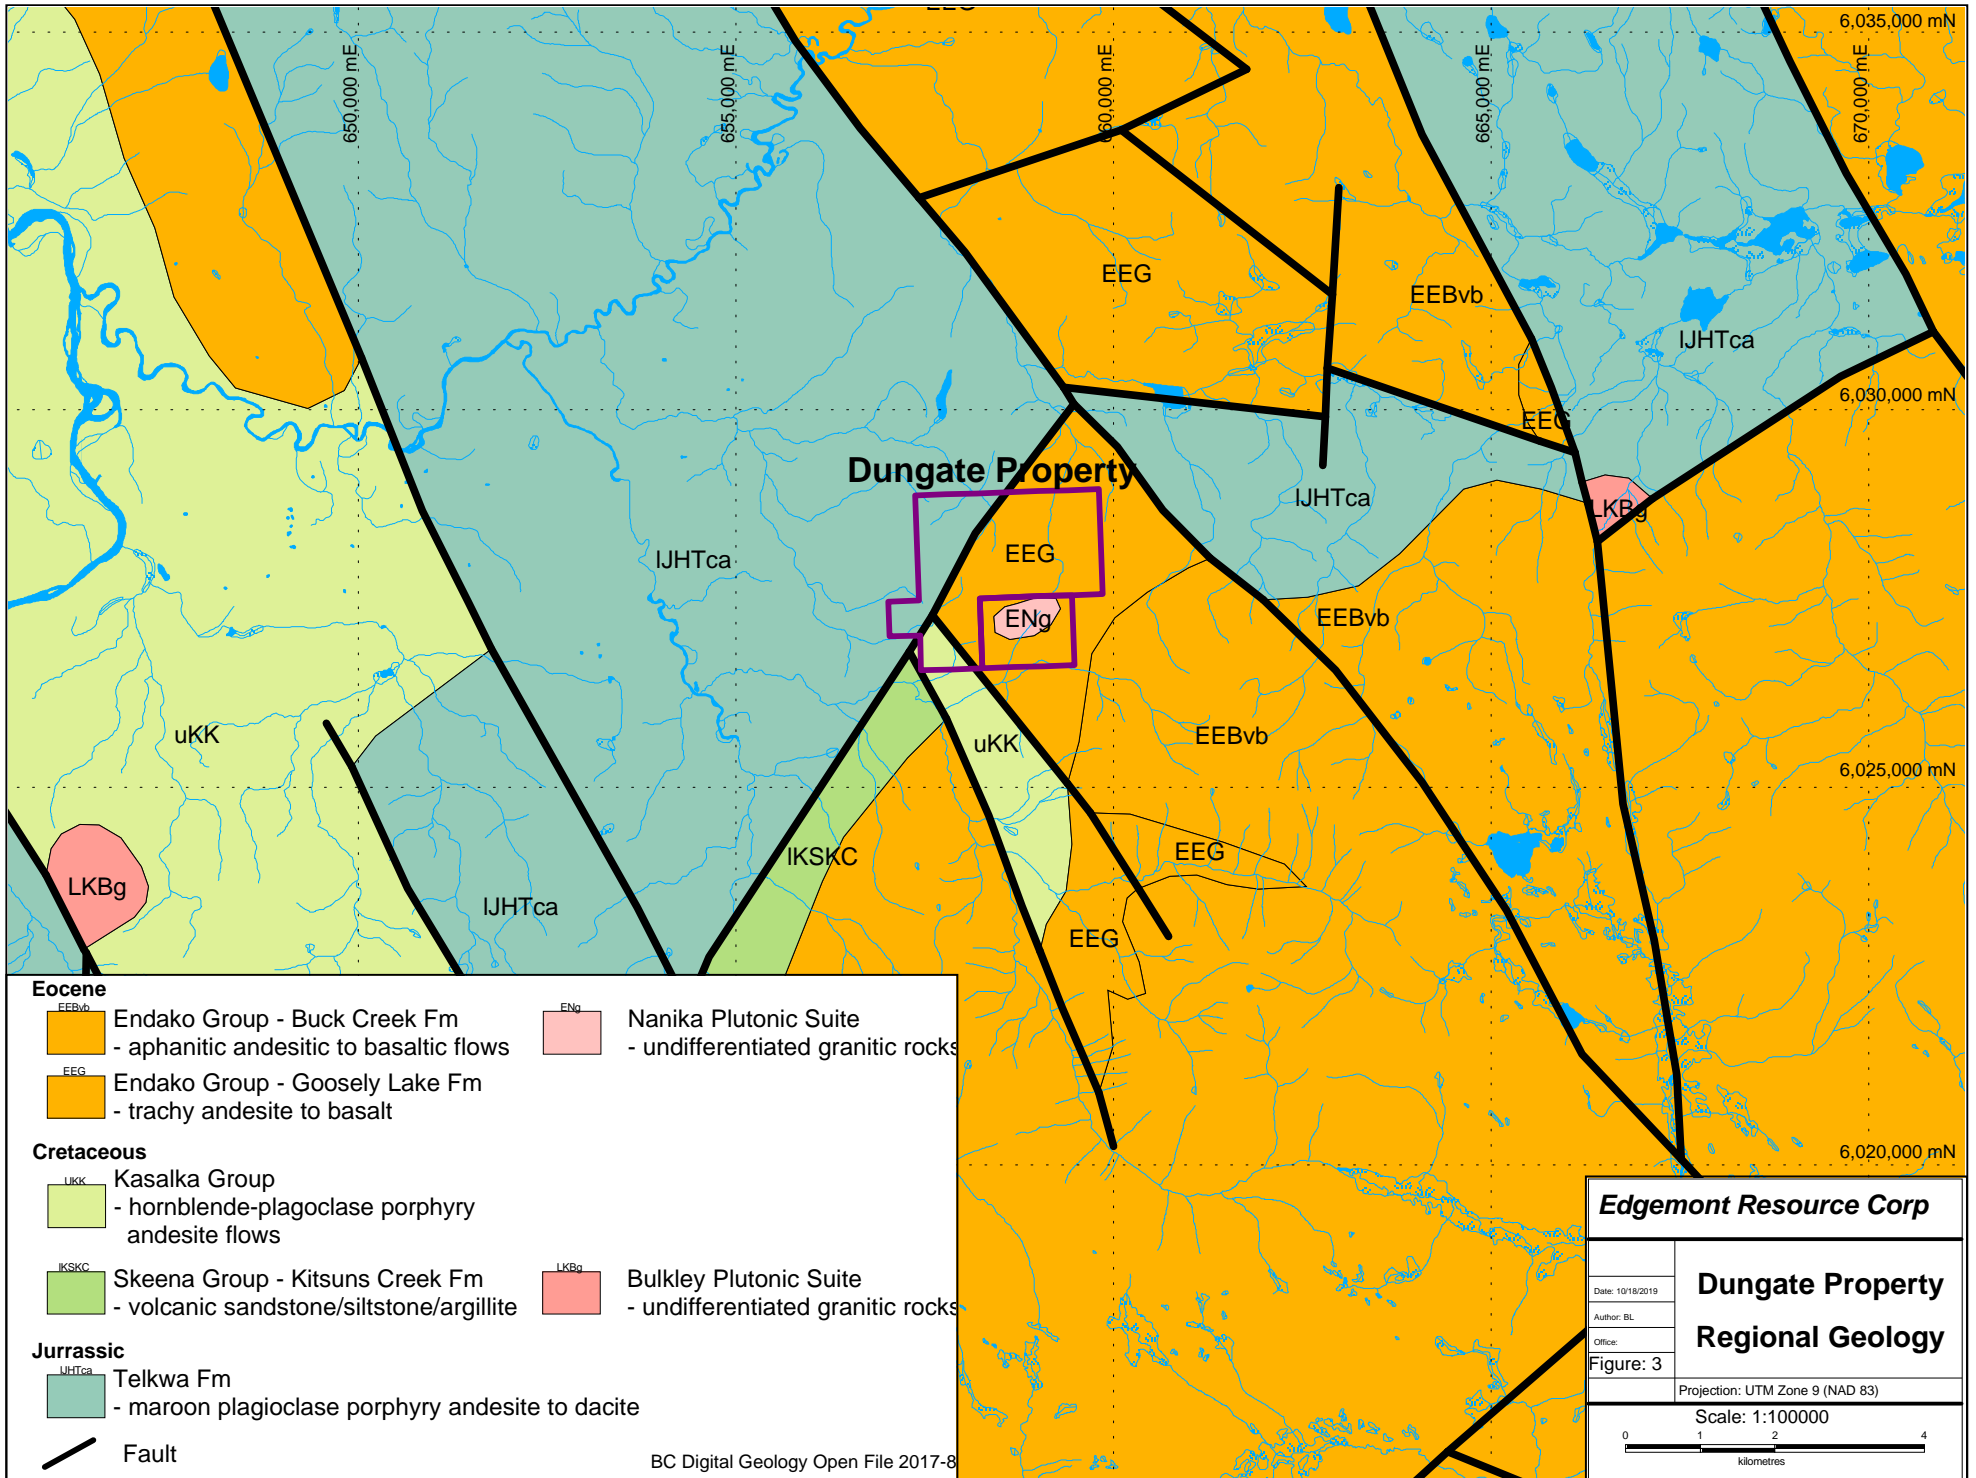 EEG
6,035,000 mN
650,000 mE
655,000 mE
660,000 mE
665,000 mE
670,000 mE
EEG
EEBvb
lJHTca
6,030,000 mN
EEG
Dungate Property
lJHTca
LKBg
EEG
lJHTca
ENg
EEBvb
uKK
uKK
EEBvb
6,025,000 mN
lKSKC
EEG
LKBg
lJHTca
EEG
6,020,000 mN
Eocene
EEBvb
Endako Group - Buck Creek Fm
- aphanitic andesitic to basaltic flows
ENg
Nanika Plutonic Suite
- undifferentiated granitic rocks
EEG
Endako Group - Goosely Lake Fm
- trachy andesite to basalt
Cretaceous
UKK
Kasalka Group
- hornblende-plagoclase porphyry
andesite flows
lKSKC
Skeena Group - Kitsuns Creek Fm
- volcanic sandstone/siltstone/argillite
LKBg
Bulkley Plutonic Suite
- undifferentiated granitic rocks
Jurrassic
lJHTca
Telkwa Fm
- maroon plagioclase porphyry andesite to dacite
Fault
BC Digital Geology Open File 2017-8
Edgemont Resource Corp
Date: 10/18/2019
Author: BL
Office:
Figure: 3
Dungate Property
Regional Geology
Projection: UTM Zone 9 (NAD 83)
Scale: 1:100000
0 1 2 4
kilometres